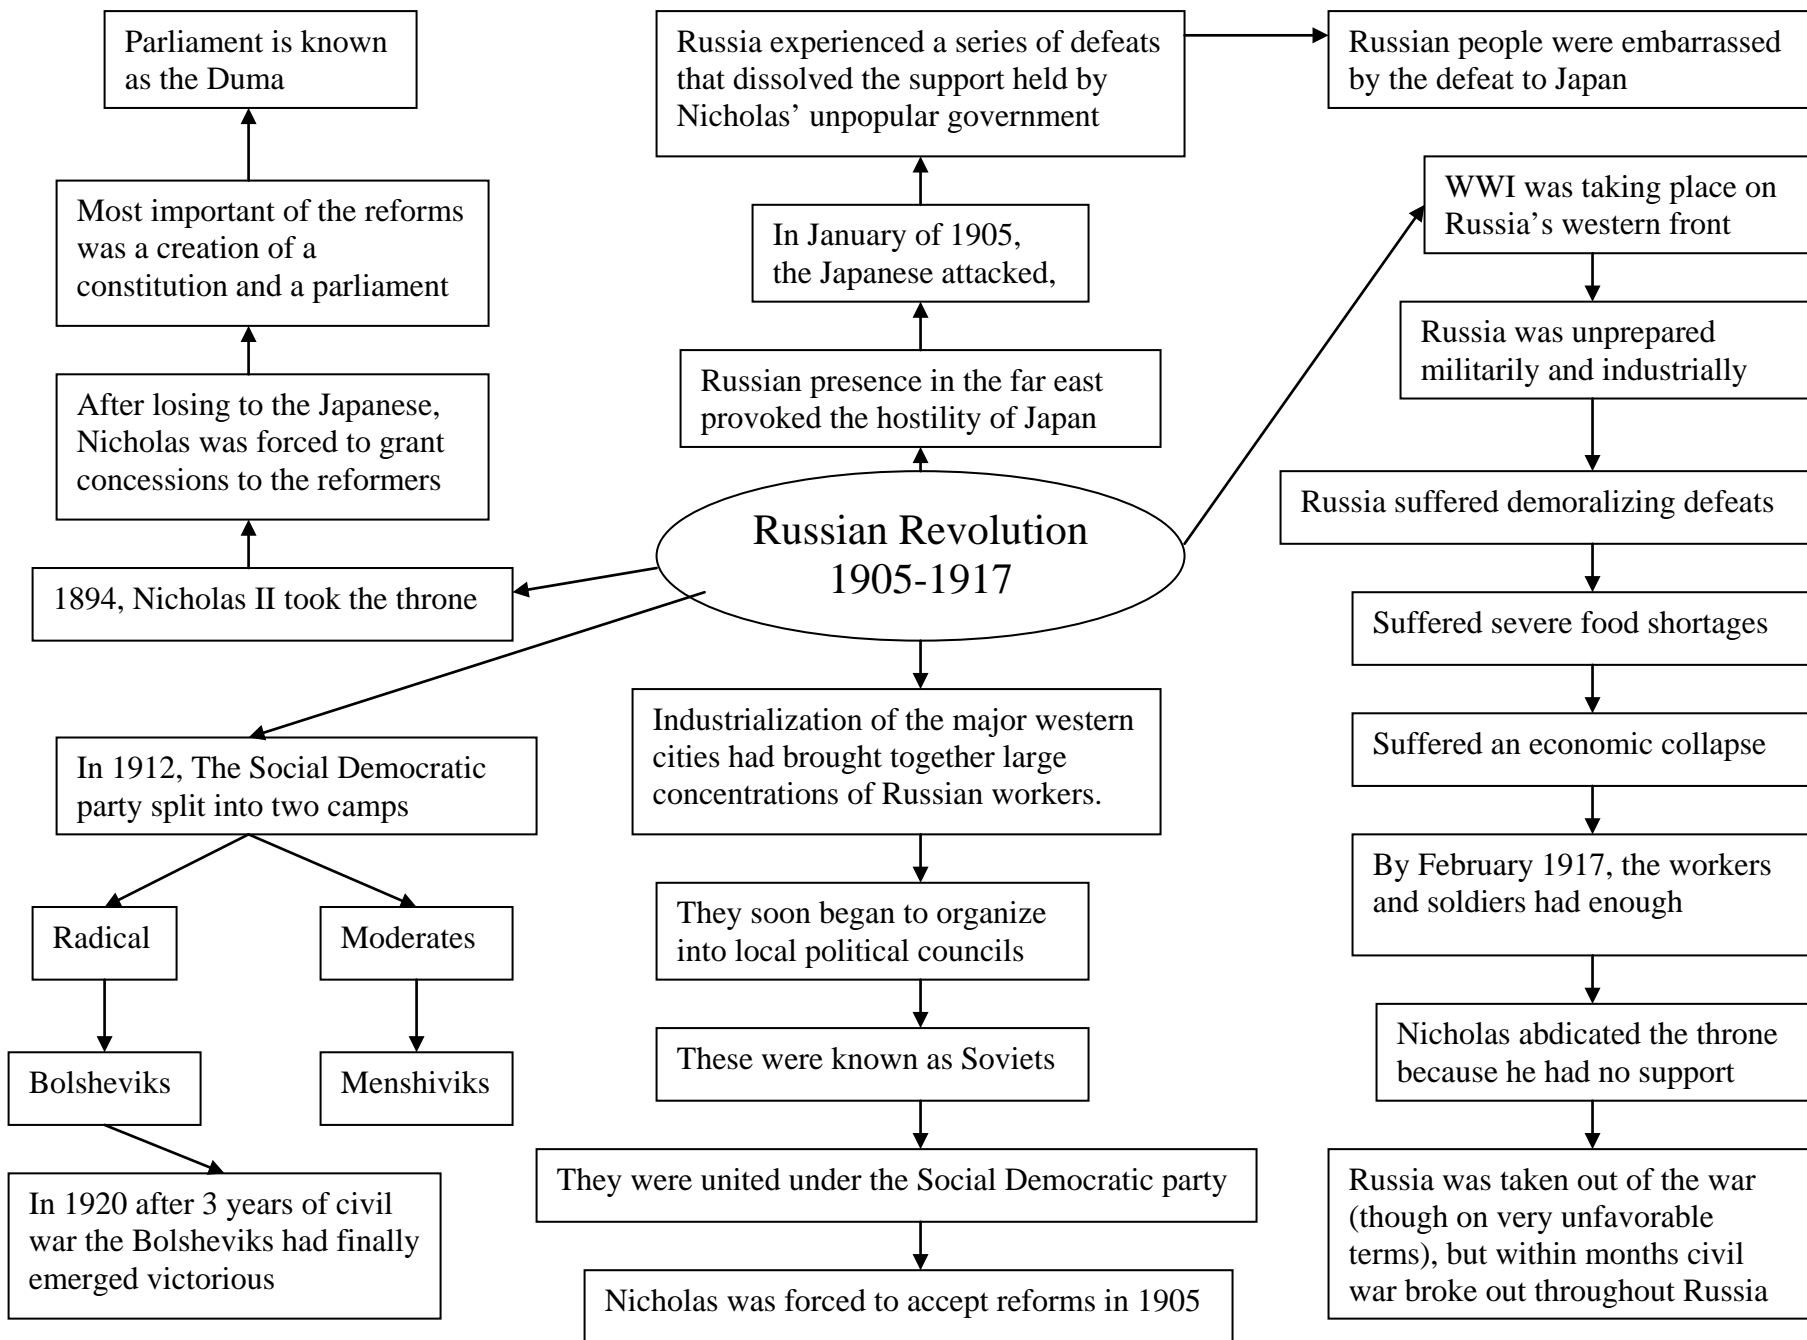 Parliament is known
as the Duma
Russia experienced a series of defeats
that dissolved the support held by
Nicholas’ unpopular government
Russian people were embarrassed
by the defeat to Japan
Most important of the reforms
was a creation of a
constitution and a parliament
In January of 1905,
the Japanese attacked,
WWI was taking place on
Russia’s western front
After losing to the Japanese,
Nicholas was forced to grant
concessions to the reformers
Russian presence in the far east
provoked the hostility of Japan
Russia was unprepared
militarily and industrially
1894, Nicholas II took the throne
Russian Revolution
1905-1917
Russia suffered demoralizing defeats
Suffered severe food shortages
In 1912, The Social Democratic
party split into two camps
Industrialization of the major western
cities had brought together large
concentrations of Russian workers.
Suffered an economic collapse
Radical
Moderates
They soon began to organize
into local political councils
By February 1917, the workers
and soldiers had enough
Bolsheviks
Menshiviks
These were known as Soviets
Nicholas abdicated the throne
because he had no support
In 1920 after 3 years of civil
war the Bolsheviks had finally
emerged victorious
They were united under the Social Democratic party
Nicholas was forced to accept reforms in 1905
Russia was taken out of the war
(though on very unfavorable
terms), but within months civil
war broke out throughout Russia